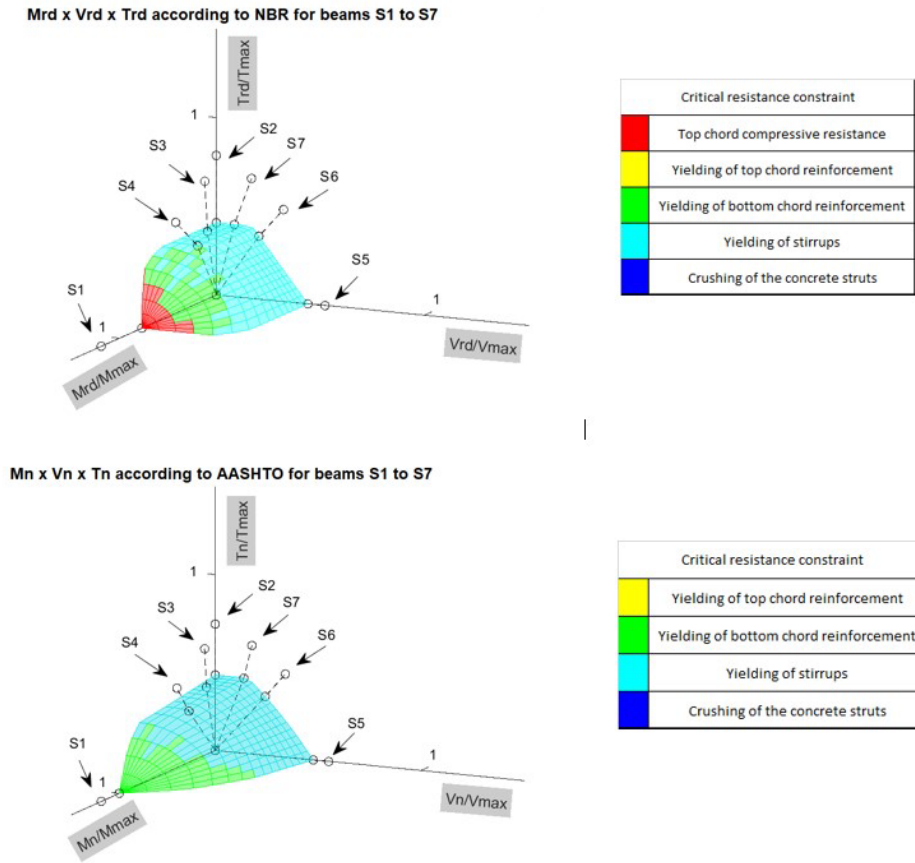 Mrd x Vrd x Trd according to NBR for beams S1 to S7
Trd/Tmax
1
S2
S3
S7
S4
S6
S1
S5
1
1
Mrd/Mmax
Vrd/Vmax
Critical resistance constraint
Top chord compressive resistance
Yielding of top chord reinforcement
Yielding of bottom chord reinforcement
Yielding of stirrups
Crushing of the concrete struts
Mn x Vn x Tn according to AASHTO for beams S1 to S7
Tn/Tmax
1
S2
S3
S7
S4
S6
S1
S5
1
1
Mn/Mmax
Vn/Vmax
Critical resistance constraint
Yielding of top chord reinforcement
Yielding of bottom chord reinforcement
Yielding of stirrups
Crushing of the concrete struts